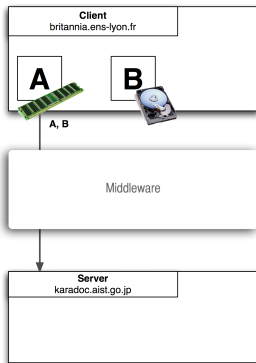 Client
britannia.ens-lyon.fr
A
B
A, B
Middleware
Server
karadoc.aist.go.jp